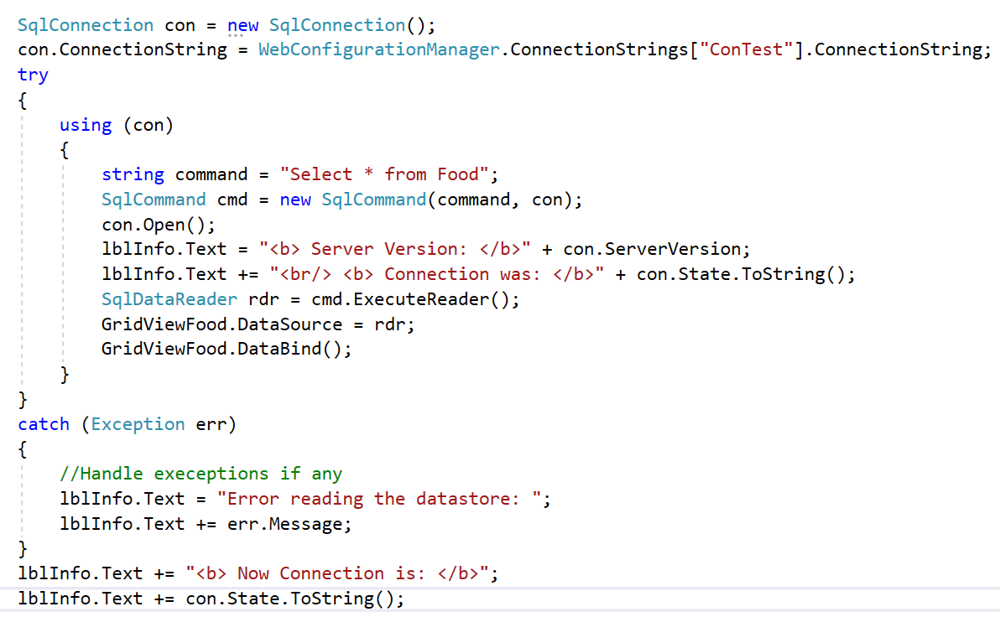 SqlConnection con = new SqlConnection();
con.ConnectionString = WebConfigurationManager.ConnectionStrings["ConTest"].ConnectionString;
try
{
    using (con)
    {
        string command = "Select * from Food";
        SqlCommand cmd = new SqlCommand(command, con);
        con.Open();
        lblInfo.Text = "<b> Server Version: </b>" + con.ServerVersion;
        lblInfo.Text += "<br/> <b> Connection was: </b>" + con.State.ToString();
        SqlDataReader rdr = cmd.ExecuteReader();
        GridViewFood.DataSource = rdr;
        GridViewFood.DataBind();
    }
}
catch (Exception err)
{
    //Handle execeptions if any
    lblInfo.Text = "Error reading the datastore: ";
    lblInfo.Text += err.Message;
}
lblInfo.Text += "<b> Now Connection is: </b>";
lblInfo.Text += con.State.ToString();